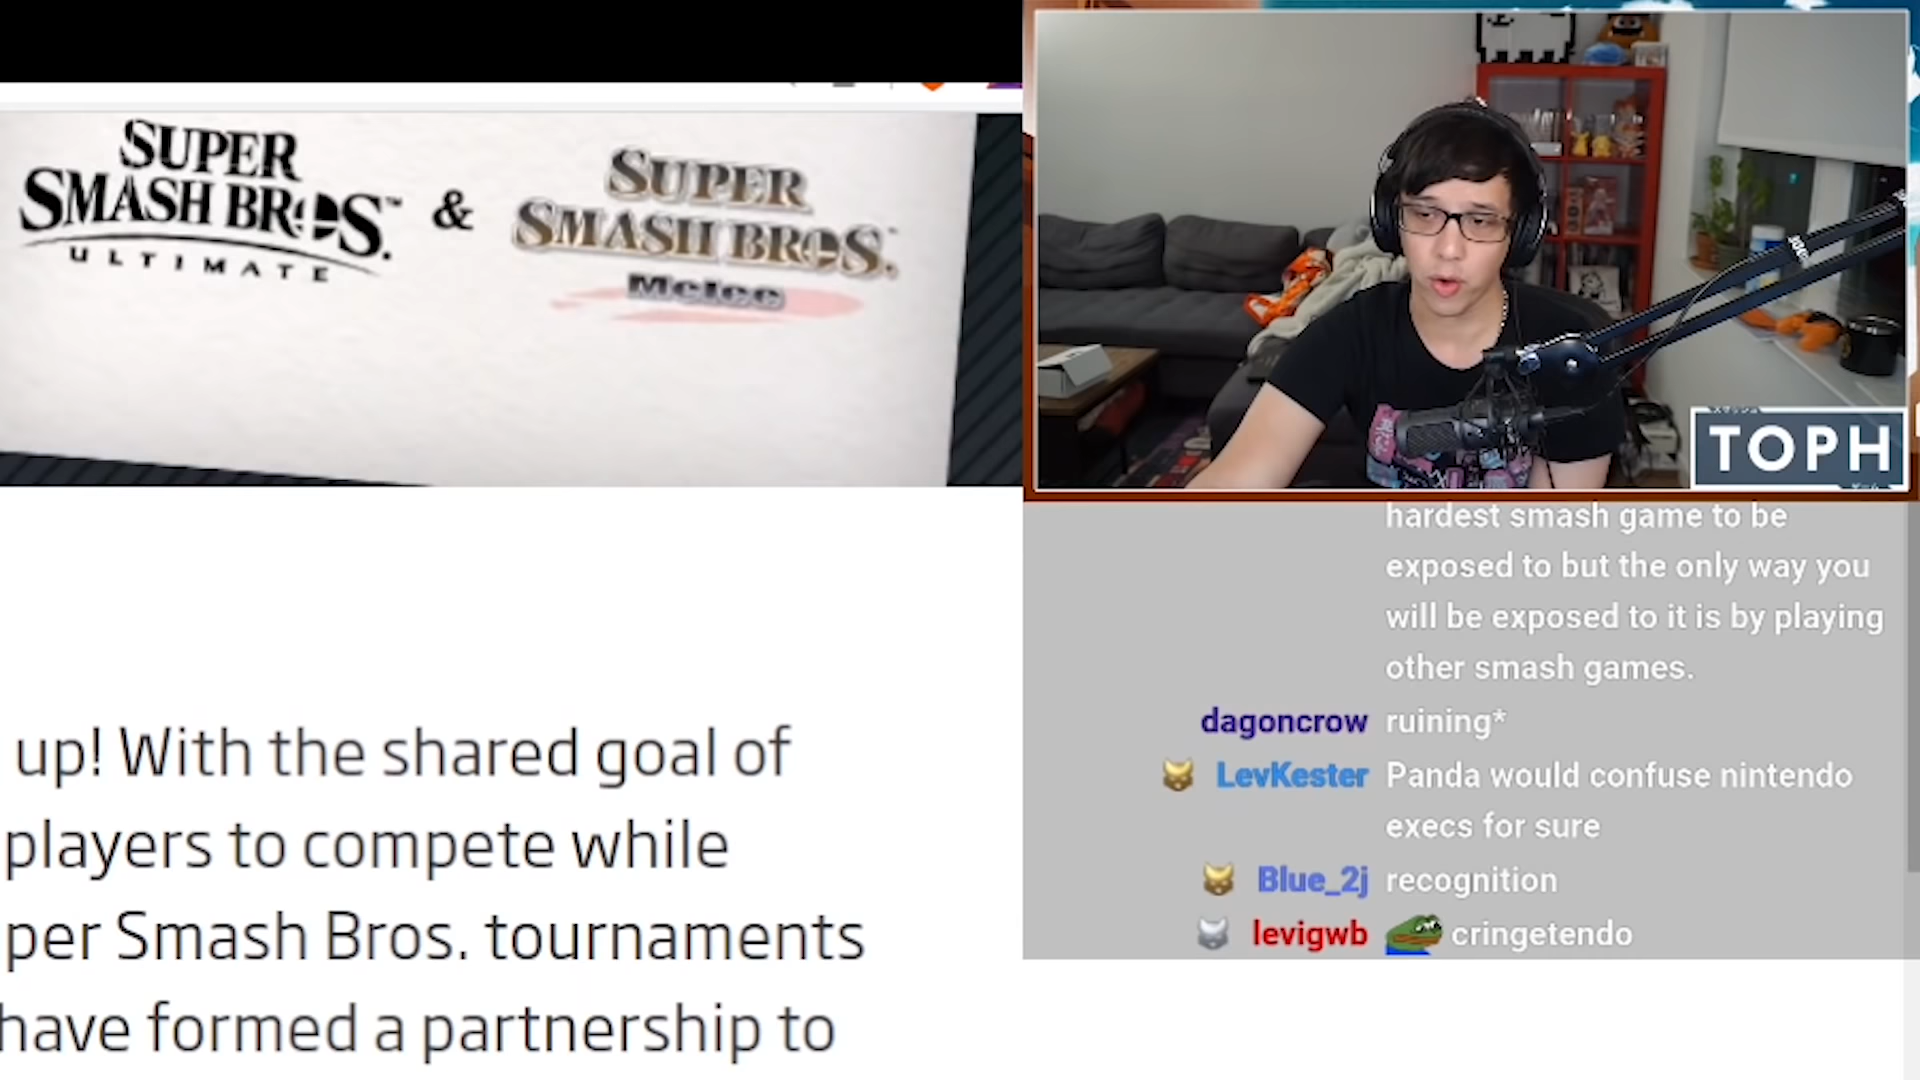 SUPER
SMASH BROS.™
ULTIMATE
&
SUPER
SMASH BROS.
Melee
TOPH
hardest smash game to be
exposed to but the only way you
will be exposed to it is by playing
other smash games.
dagoncrow ruining*
LevKester Panda would confuse nintendo
execs for sure
Blue_2j recognition
levigwb cringetendo
up! With the shared goal of
players to compete while
per Smash Bros. tournaments
have formed a partnership to